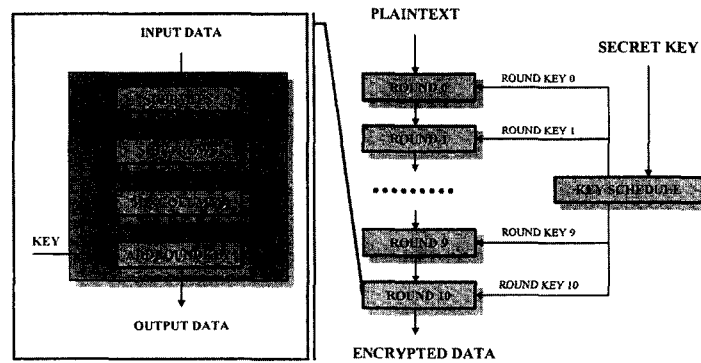 INPUT DATA
KEY
ADDROUNDKEY
OUTPUT DATA
PLAINTEXT
SECRET KEY
ROUND 0
ROUND KEY 0
ROUND 1
ROUND KEY 1
KEY SCHEDULE
ROUND 9
ROUND KEY 9
ROUND 10
ROUND KEY 10
ENCRYPTED DATA